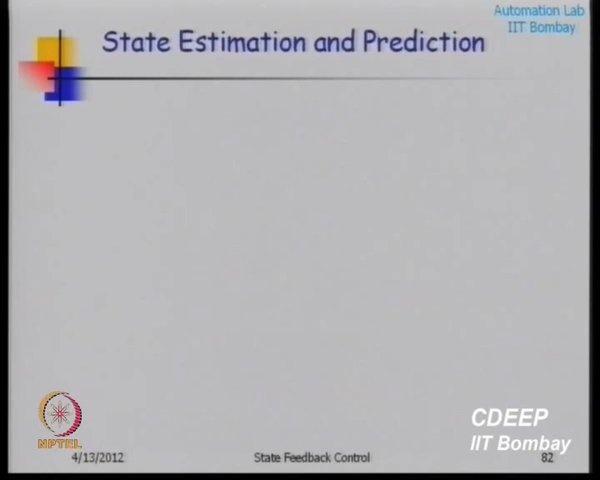 Automation Lab
IIT Bombay
State Estimation and Prediction
NPTEL
CDEEP
IIT Bombay
4/13/2012
State Feedback Control
82